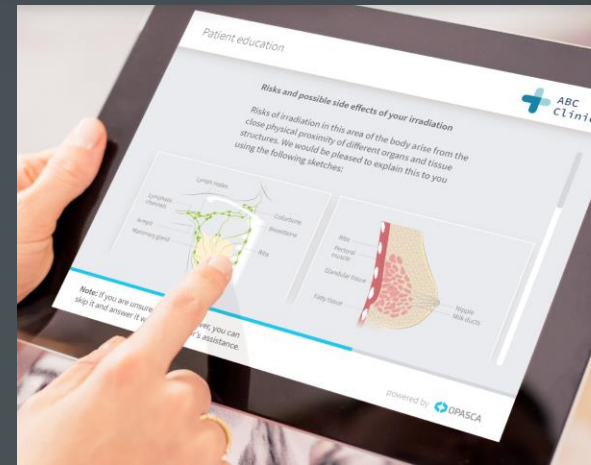 Patient education
ABC
Clinic
Risks and possible side effects of your irradiation
Risks of irradiation in this area of the body arise from the
close physical proximity of different organs and tissue
structures. We would be pleased to explain this to you
using the following sketches:
Lymph nodes
Lymphatic
channels
Armpit
Mammary gland
Collarbone
Breastbone
Ribs
Ribs
Pectoral
muscle
Glandular tissue
Fatty tissue
Nipple
Milk ducts
Note: If you are unsure ver, you can
skip it and answer it w r's assistance.
powered by OPASCA